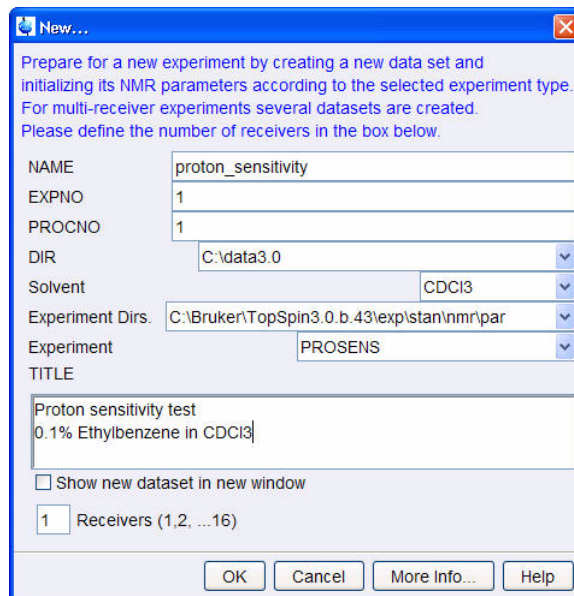 New...
Prepare for a new experiment by creating a new data set and
initializing its NMR parameters according to the selected experiment type.
For multi-receiver experiments several datasets are created.
Please define the number of receivers in the box below.
NAME proton_sensitivity
EXPNO 1
PROCNO 1
DIR C:\data3.0
Solvent CDCl3
Experiment Dirs. C:\Bruker\TopSpin3.0.b.43\exp\stan\nmr\par
Experiment PROSENS
TITLE
Proton sensitivity test
0.1% Ethylbenzene in CDCl3
Show new dataset in new window
1 Receivers (1,2, ...16)
OK Cancel More Info... Help